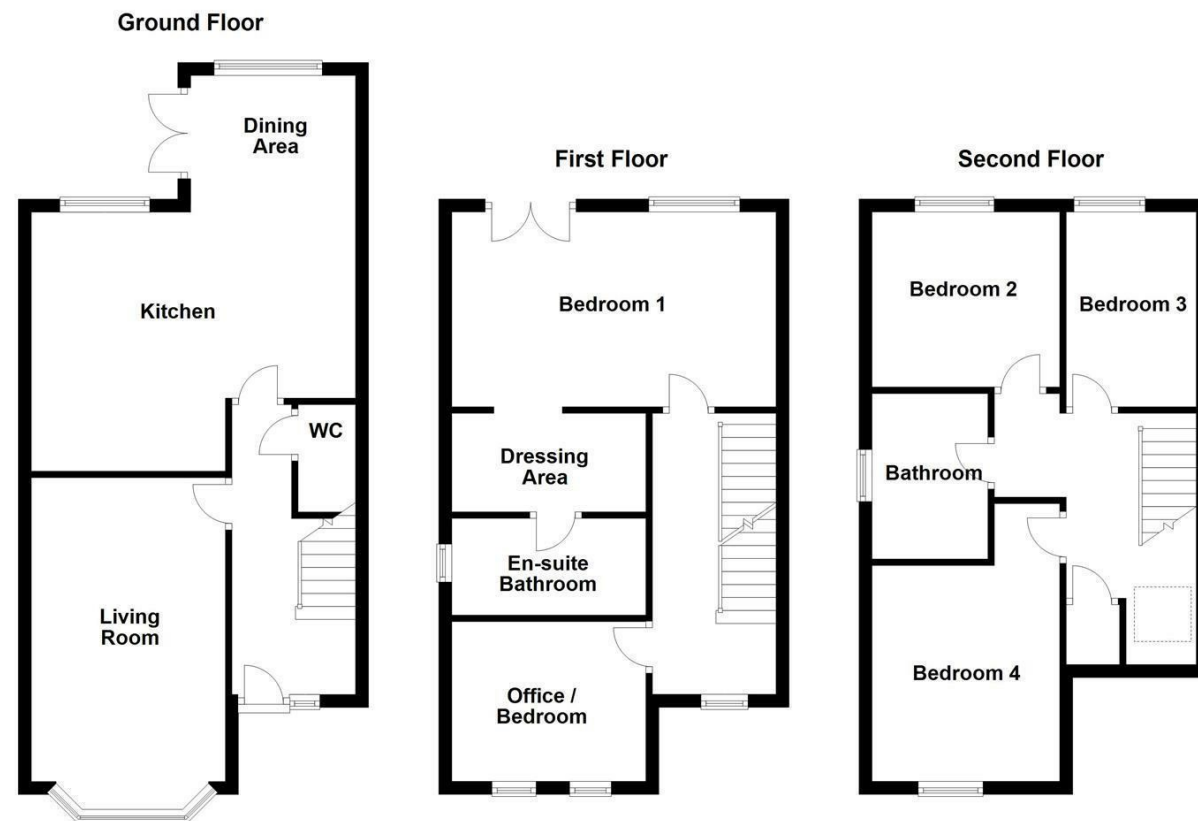 Ground Floor
Dining
Area
Kitchen
WC
Living
Room
First Floor
Bedroom 1
Dressing
Area
En-suite
Bathroom
Office /
Bedroom
Second Floor
Bedroom 2
Bedroom 3
Bathroom
Bedroom 4